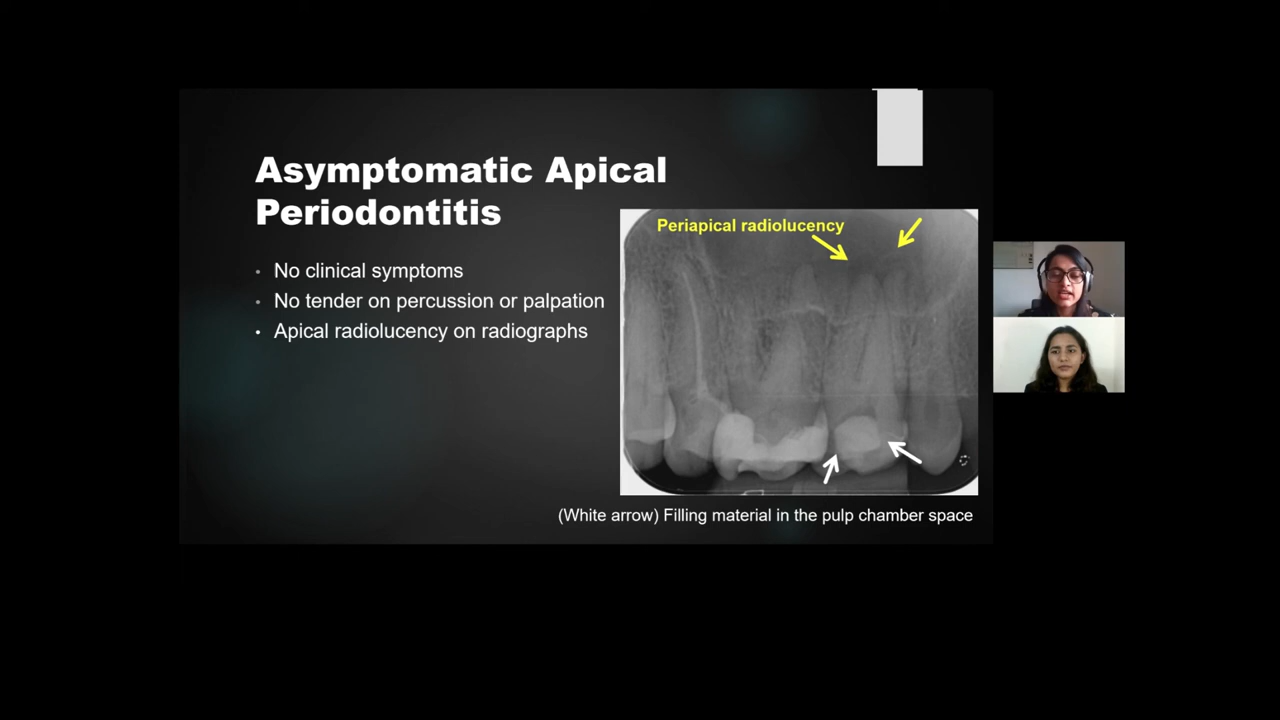 Asymptomatic Apical
Periodontitis
• No clinical symptoms
• No tender on percussion or palpation
• Apical radiolucency on radiographs
Periapical radiolucency
(White arrow) Filling material in the pulp chamber space